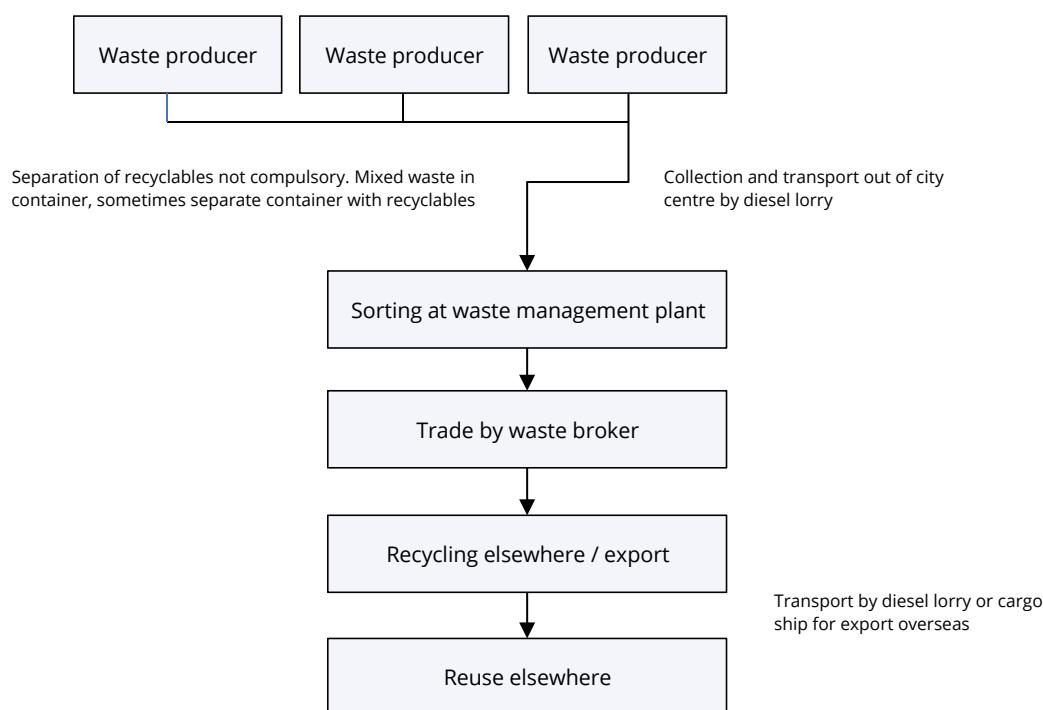 Waste producer
Waste producer
Waste producer
Separation of recyclables not compulsory. Mixed waste in
container, sometimes separate container with recyclables
Collection and transport out of city
centre by diesel lorry
Sorting at waste management plant
Trade by waste broker
Recycling elsewhere / export
Transport by diesel lorry or cargo
ship for export overseas
Reuse elsewhere